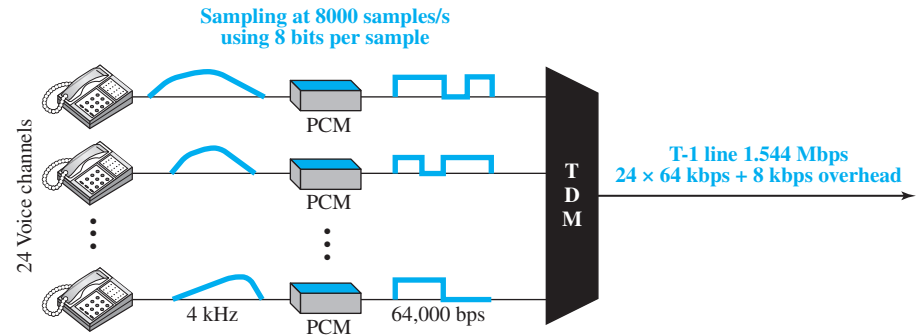 Sampling at 8000 samples/s
using 8 bits per sample
24 Voice channels
PCM
PCM
4 kHz
PCM
64,000 bps
T
D
M
T-1 line 1.544 Mbps
24 × 64 kbps + 8 kbps overhead